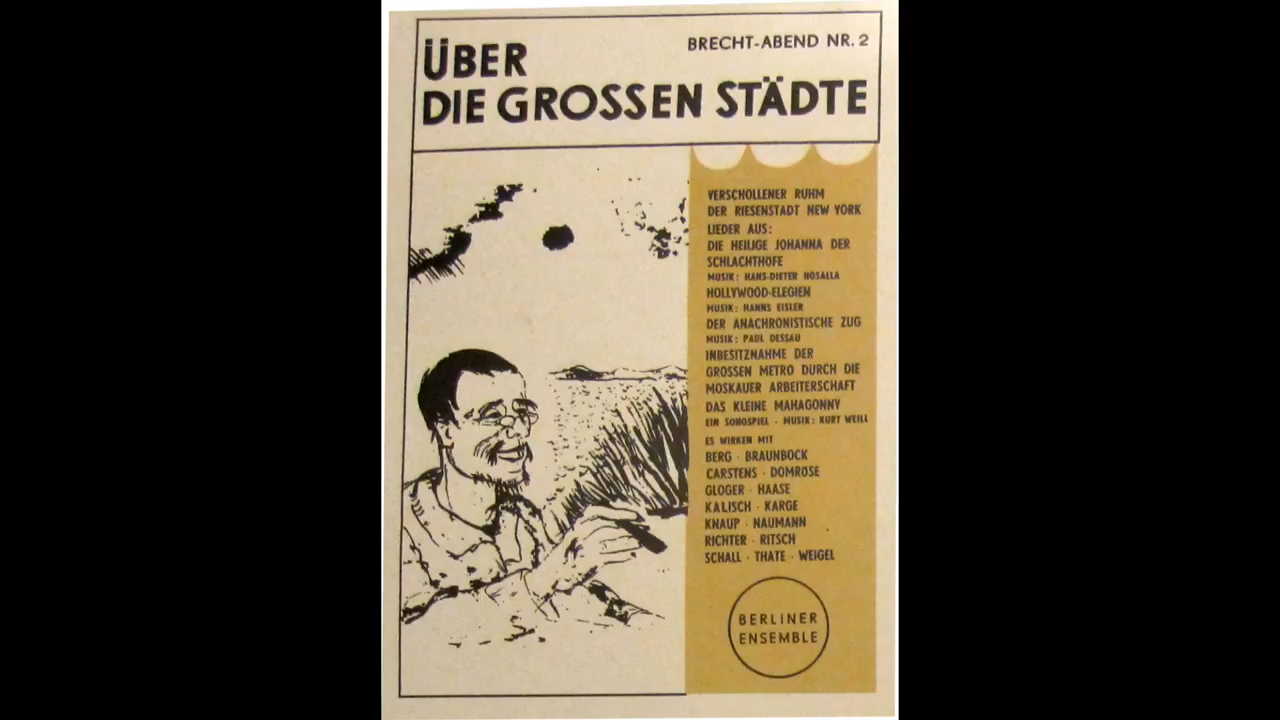 ÜBER
BRECHT-ABEND NR. 2
DIE GROSSEN STÄDTE
VERSCHOLLENER RUHM
DER RIESENSTADT NEW YORK
LIEDER AUS:
DIE HEILIGE JOHANNA DER
SCHLACHTHÖFE
MUSIK: HANS-DIETER HOSALLA
HOLLYWOOD-ELEGIEN
MUSIK: HANNS EISLER
DER ANACHRONISTISCHE ZUG
MUSIK: PAUL DESSAU
INBESITZNAHME DER
GROSSEN METRO DURCH DIE
MOSKAUER ARBEITERSCHAFT
DAS KLEINE MAHAGONNY
EIN SONGSPIEL · MUSIK: KURT WEILL
ES WIRKEN MIT
BERG · BRAUNBOCK
CARSTENS · DOMRÖSE
GLOGER · HAASE
KALISCH · KARGE
KNAUP · NAUMANN
RICHTER · RITSCH
SCHALL · THATE · WEIGEL
BERLINER
ENSEMBLE